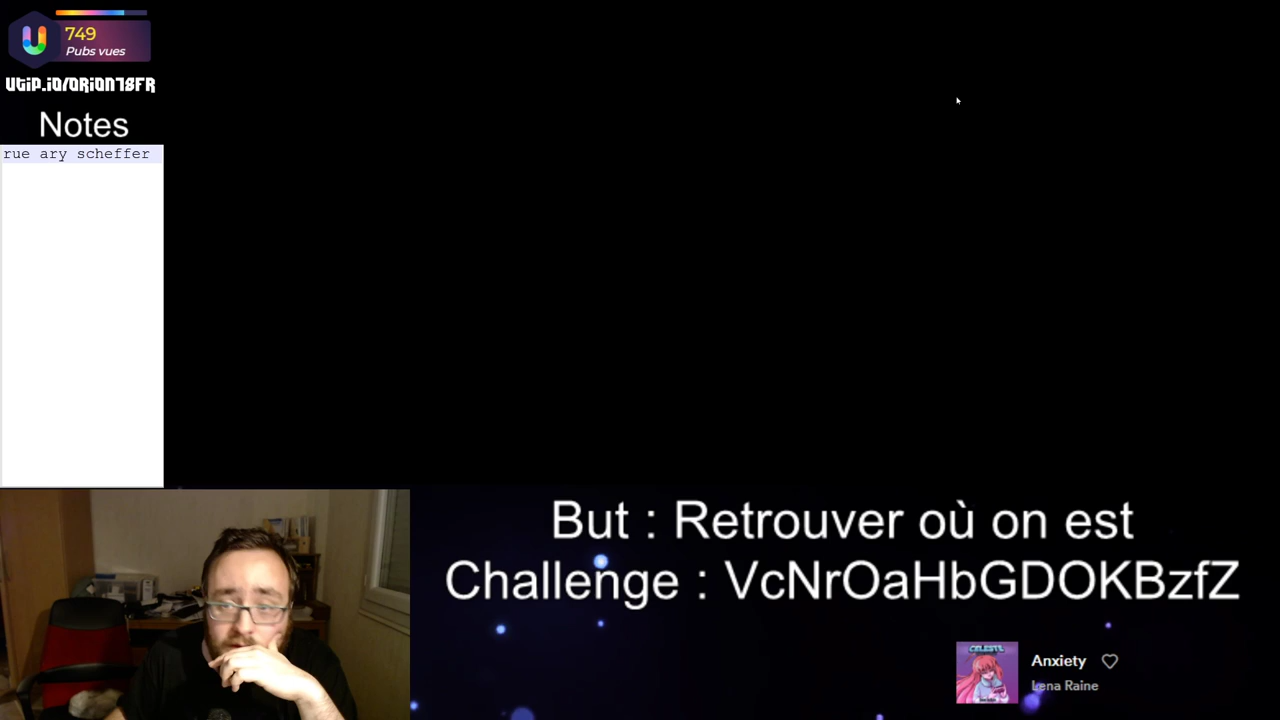 749
Pubs vues
UTIP.IO/ORION78FR
Notes
rue ary scheffer
But : Retrouver où on est
Challenge : VcNrOaHbGDOKBzfZ
CELESTE
Anxiety
Lena Raine